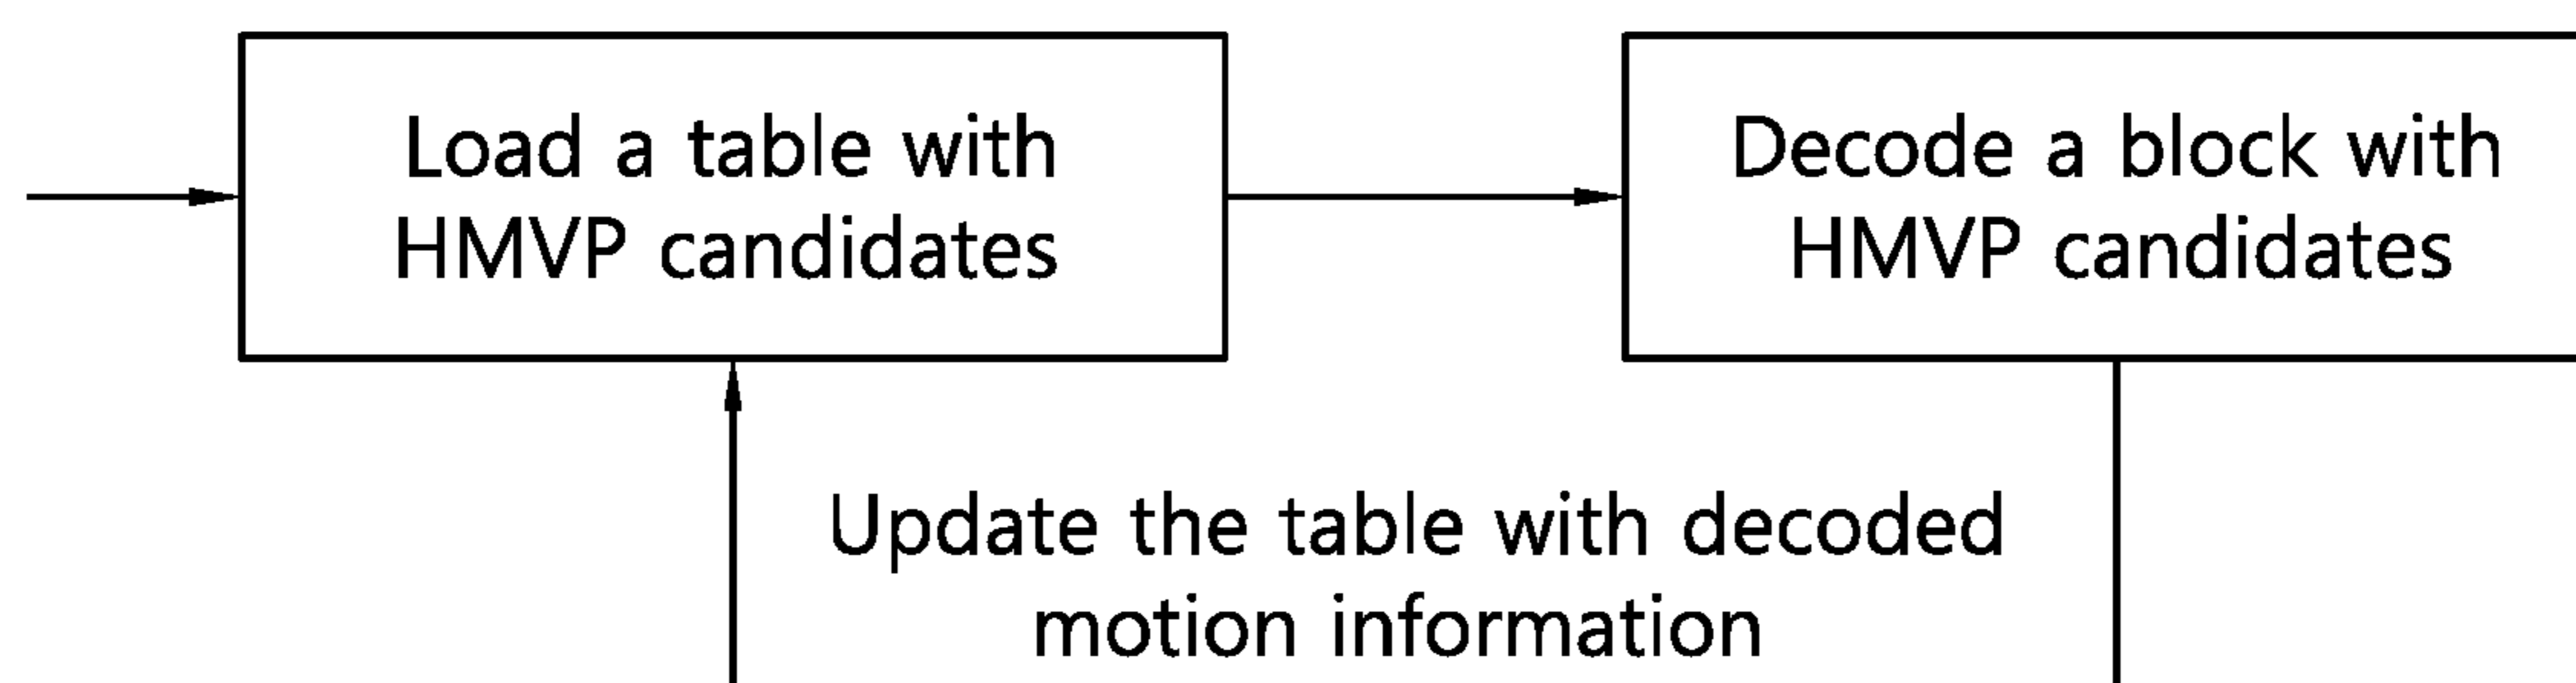 Load a table with
HMVP candidates
Decode a block with
HMVP candidates
Update the table with decoded
motion information